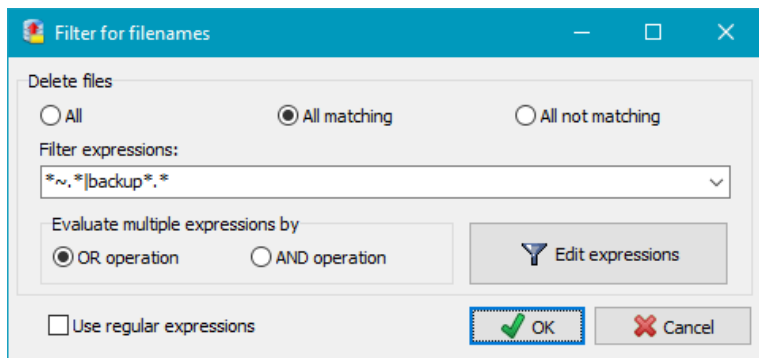 Filter for filenames
Delete files
All All matching All not matching
Filter expressions:
*~.*|backup*.*
Evaluate multiple expressions by
OR operation AND operation Edit expressions
Use regular expressions OK Cancel